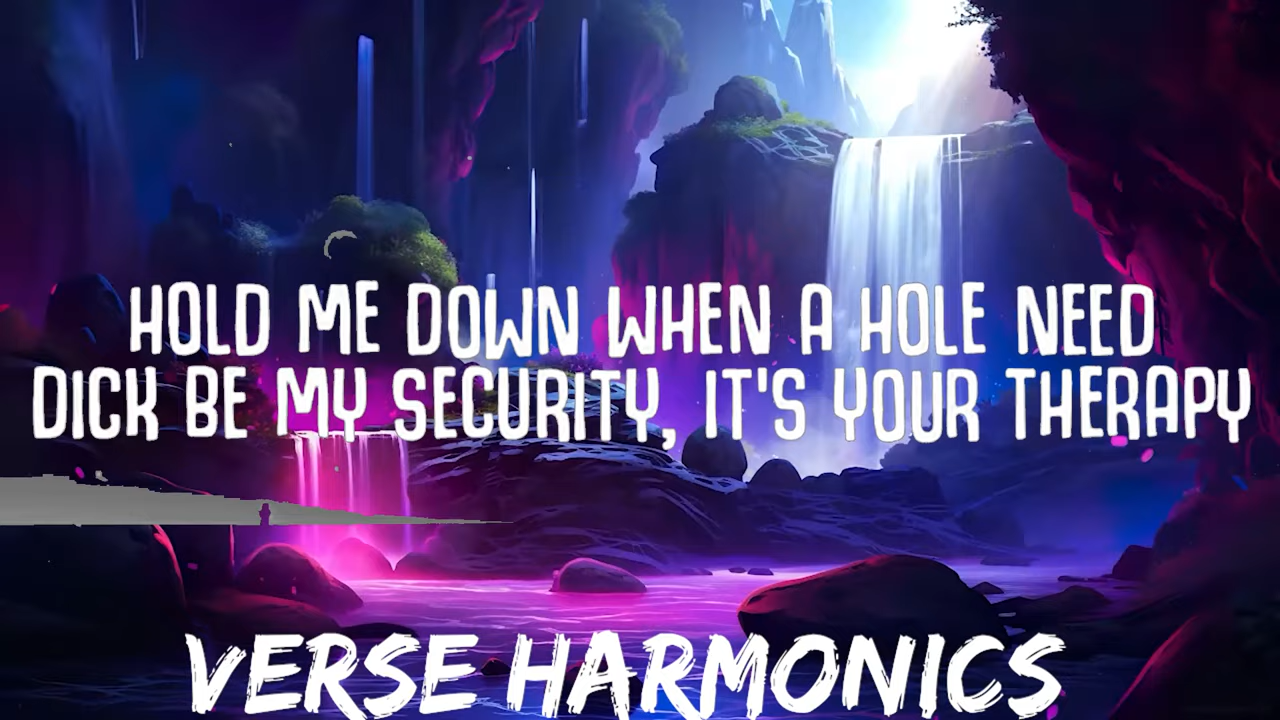 HOLD ME DOWN WHEN A HOLE NEED
DICK BE MY SECURITY, IT'S YOUR THERAPY
VERSE HARMONICS